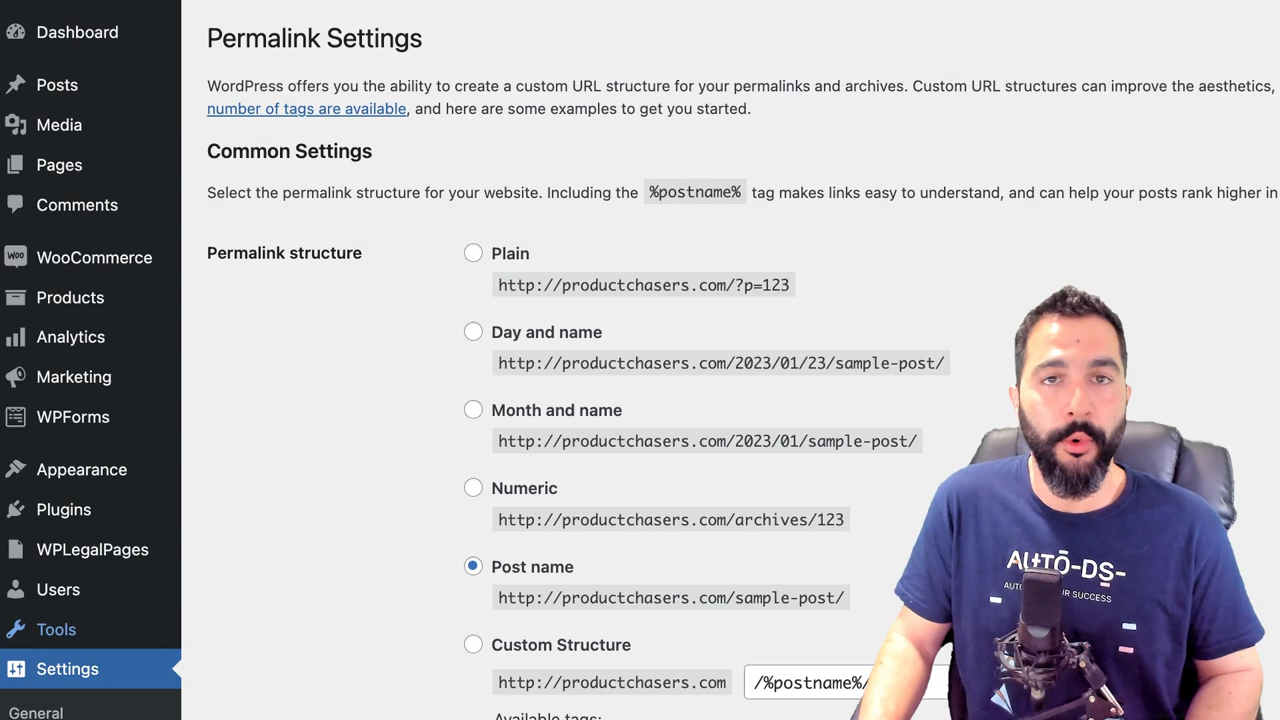 Dashboard
Posts
Media
Pages
Comments
WooCommerce
Products
Analytics
Marketing
WPForms
Appearance
Plugins
WPLegalPages
Users
Tools
Settings
General
Permalink Settings
WordPress offers you the ability to create a custom URL structure for your permalinks and archives. Custom URL structures can improve the aesthetics,
number of tags are available, and here are some examples to get you started.
Common Settings
Select the permalink structure for your website. Including the %postname% tag makes links easy to understand, and can help your posts rank higher in
Permalink structure
Plain
http://productchasers.com/?p=123
Day and name
http://productchasers.com/2023/01/23/sample-post/
Month and name
http://productchasers.com/2023/01/sample-post/
Numeric
http://productchasers.com/archives/123
Post name
http://productchasers.com/sample-post/
Custom Structure
http://productchasers.com /%postname%/
Available tags:
AUTO-DS
SUCCESS